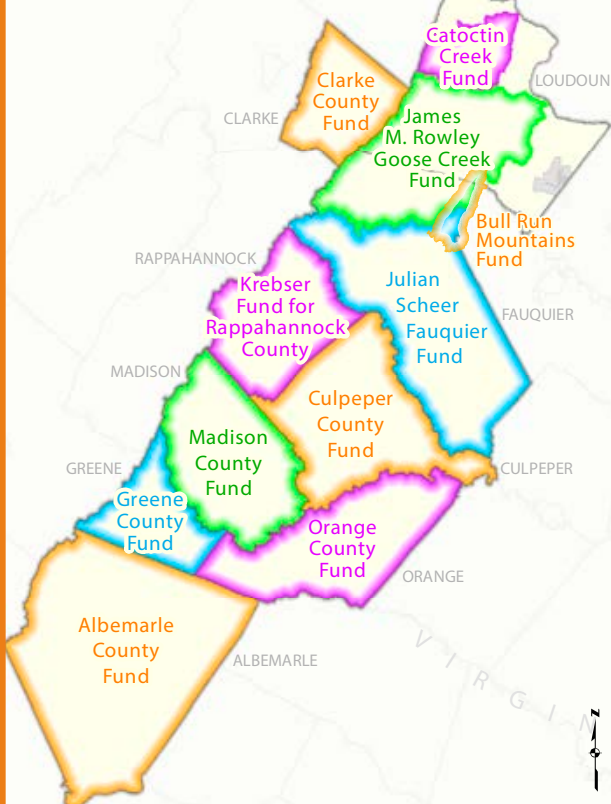 Catoctin
Creek
Fund
LOUDOUN
Clarke
County
Fund
CLARKE
James
M. Rowley
Goose Creek
Fund
Bull Run
Mountains
Fund
RAPPAHANNOCK
Krebser
Fund for
Rappahannock
County
Julian
Scheer
Fauquier
Fund
FAUQUIER
MADISON
Culpeper
County
Fund
Madison
County
Fund
GREENE
CULPEPER
Greene
County
Fund
Orange
County
Fund
ORANGE
Albemarle
County
Fund
ALBEMARLE
VIRGIN
N